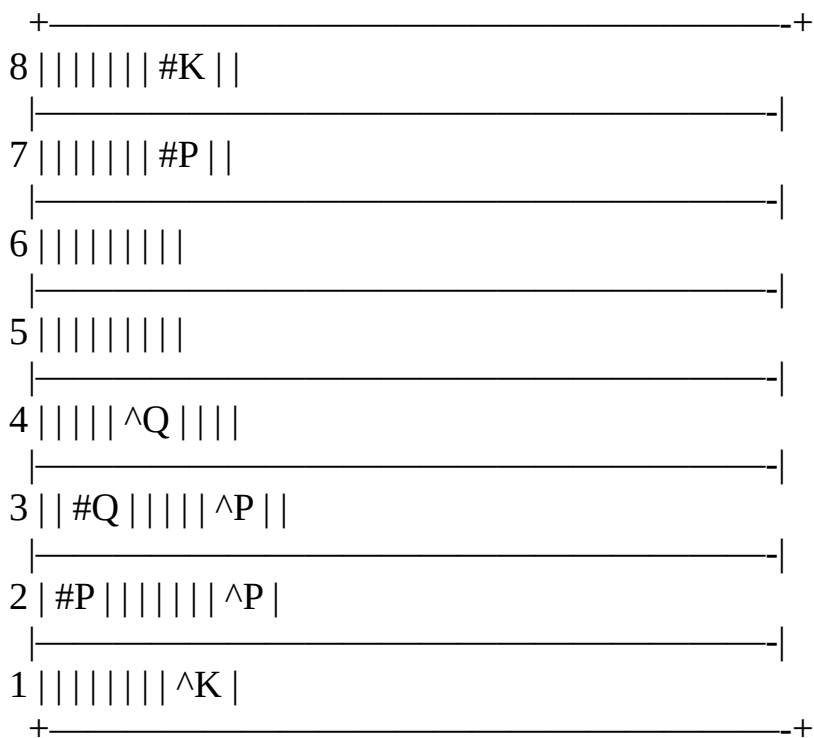 +—————————————————————-+
8 | | | | | | | #K | |
|—————————————————————-|
7 | | | | | | | #P | |
|—————————————————————-|
6 | | | | | | | | |
|—————————————————————-|
5 | | | | | | | | |
|—————————————————————-|
4 | | | | | ^Q | | | |
|—————————————————————-|
3 | | #Q | | | | | ^P | |
|—————————————————————-|
2 | #P | | | | | | | ^P |
|—————————————————————-|
1 | | | | | | | | ^K |
+—————————————————————-+